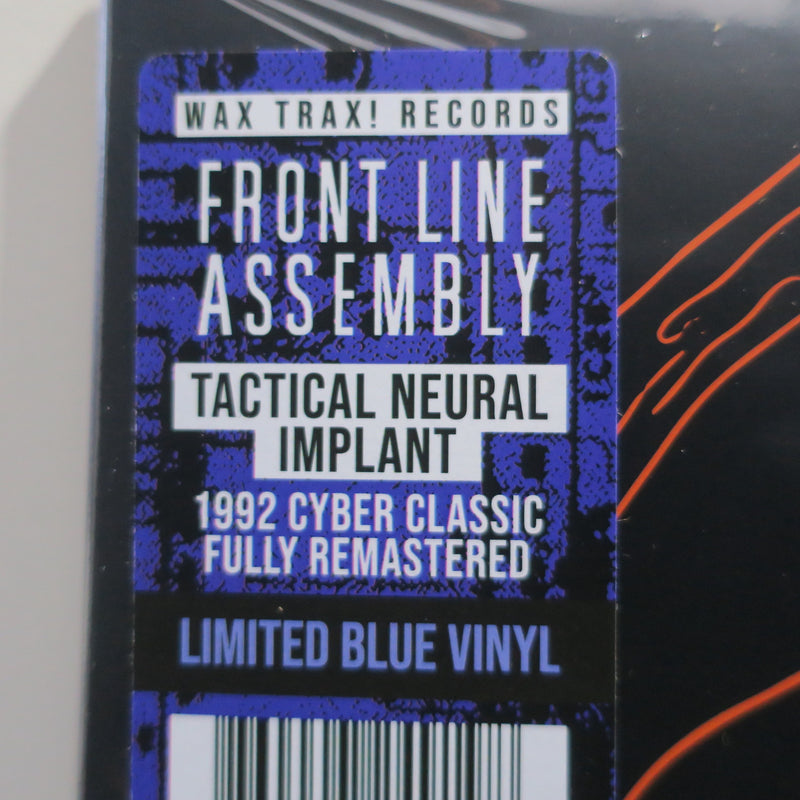 WAX TRAX! RECORDS
FRONT LINE
ASSEMBLY
TACTICAL NEURAL
IMPLANT
1992 CYBER CLASSIC
FULLY REMASTERED
LIMITED BLUE VINYL